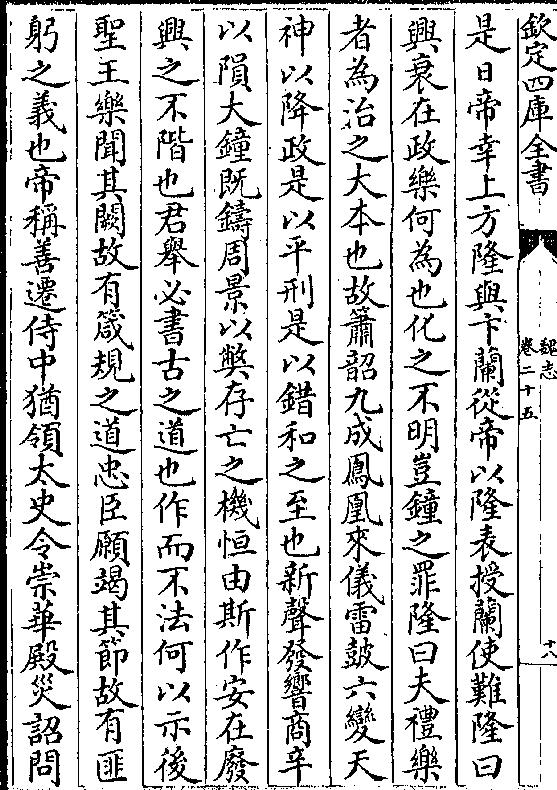 欽定四庫全書
魏志
卷二十五
十八
是日帝幸上方隆與卞蘭從帝以隆表授蘭使難隆曰
興衰在政樂何為也化之不明豈鐘之罪隆曰夫禮樂
者為治之大本也故簫韶九成鳳凰來儀雷鼓六變天
神以降政是以平刑是以錯和之至也新聲發響商辛
以隕大鐘既鑄周景以弊存亡之機恒由斯作安在廢
興之不階也君舉必書古之道也作而不法何以示後
聖王樂聞其闕故有箴規之道忠臣願竭其節故有匪
躬之義也帝稱善遷侍中猶領太史令崇華殿災詔問